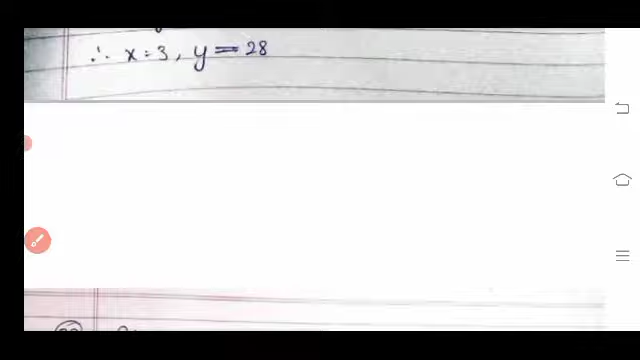 ∴ x = 3, y = 28